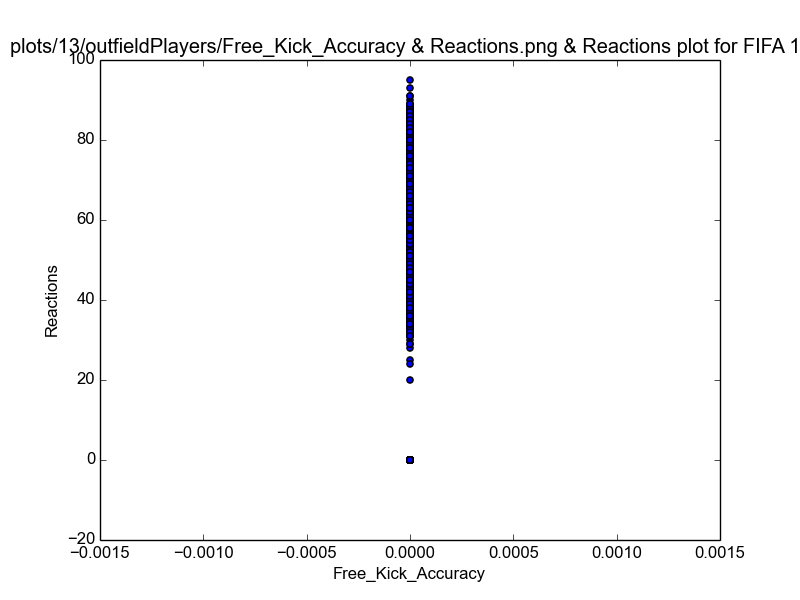 plots/13/outfieldPlayers/Free_Kick_Accuracy & Reactions.png & Reactions plot for FIFA 1
100
80
60
40
20
0
−20
Reactions
−0.0015 −0.0010 −0.0005 0.0000 0.0005 0.0010 0.0015
Free_Kick_Accuracy